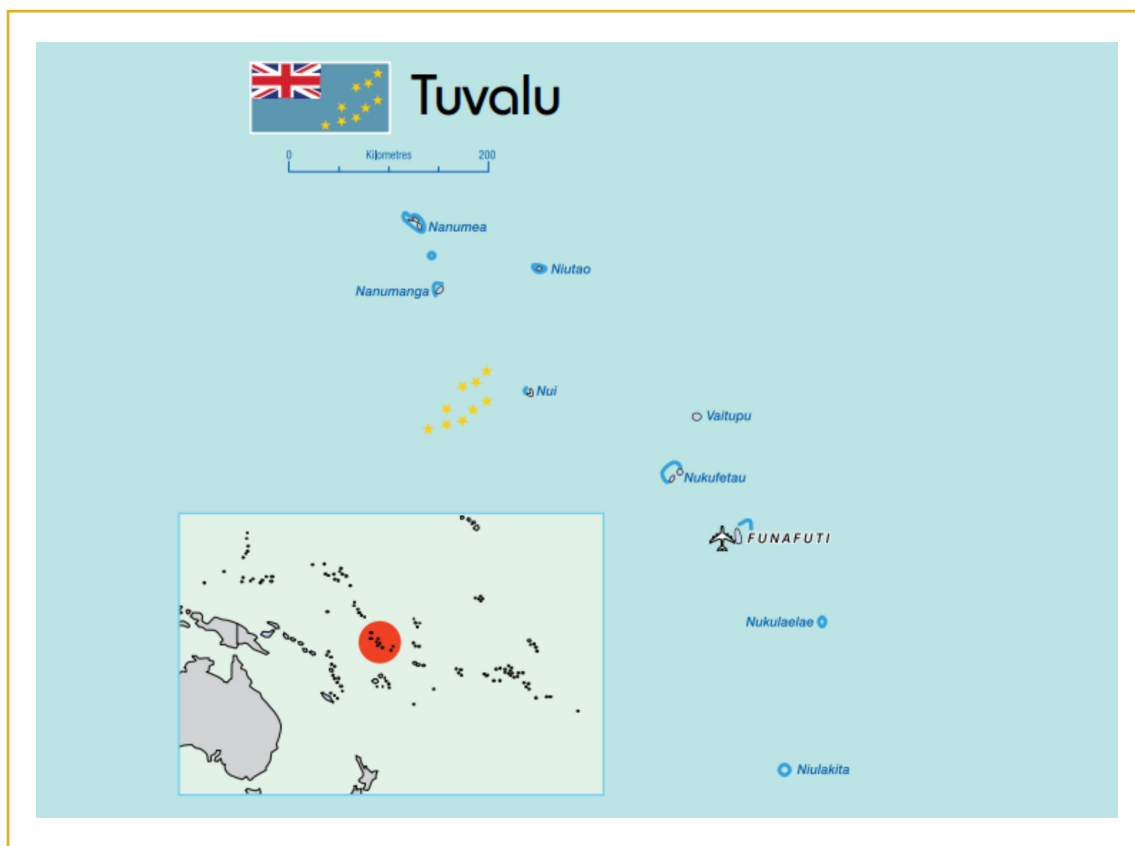 Tuvalu
0 Kilometres 200
Nanumea
Niutao
Nanumanga
Nui
Vaitupu
Nukufetau
FUNAFUTI
Nukulaelae
Niulakita